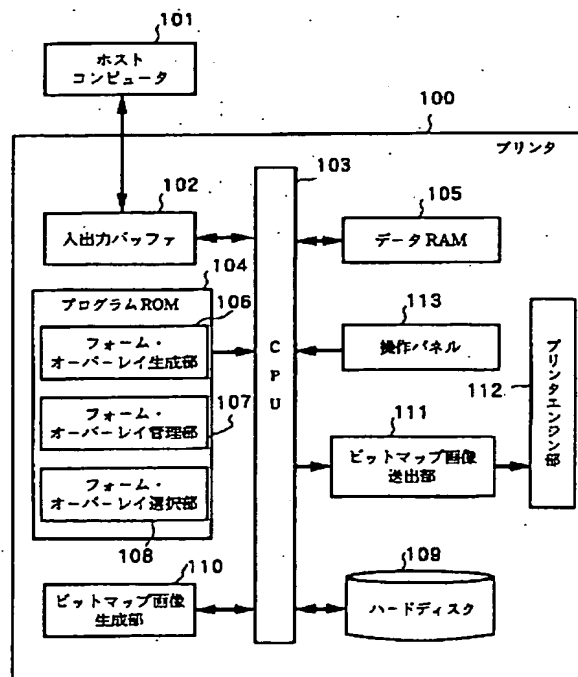 101
ホスト
コンピュータ
100
プリンタ
103
102
入出力バッファ
105
データRAM
104
プログラムROM
106
フォーム・
オーバーレイ生成部
C
P
U
113
操作パネル
プリンタエンジン部
112
107
フォーム・
オーバーレイ管理部
111
ビットマップ画像
送出部
フォーム・
オーバーレイ選択部
108
110
ビットマップ画像
生成部
109
ハードディスク